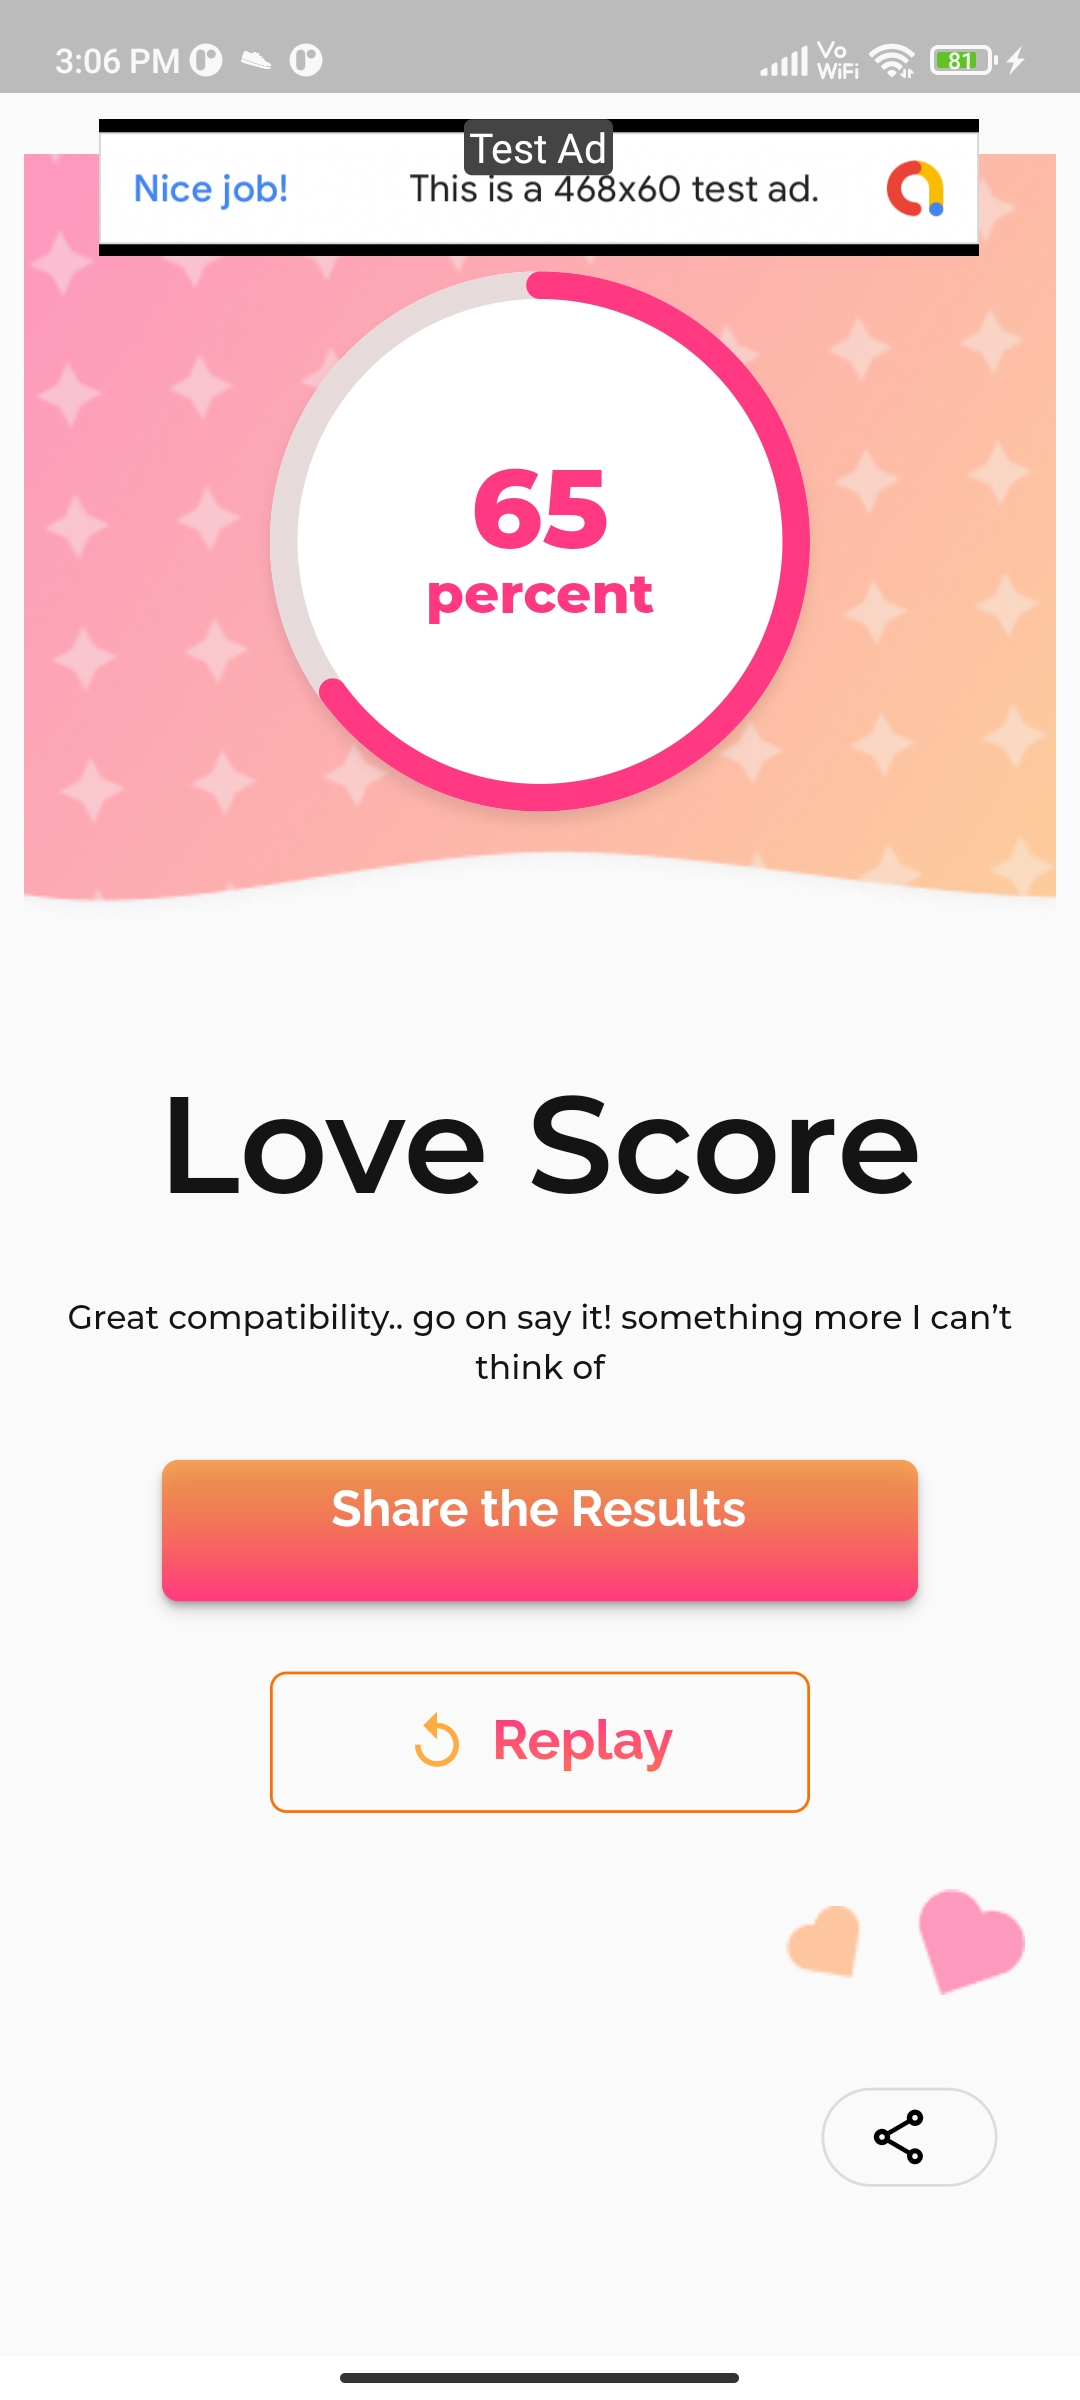 3:06 PM
Vo
WiFi
81
Test Ad
Nice job!
This is a 468x60 test ad.
65
percent
Love Score
Great compatibility.. go on say it! something more I can’t
think of
Share the Results
Replay